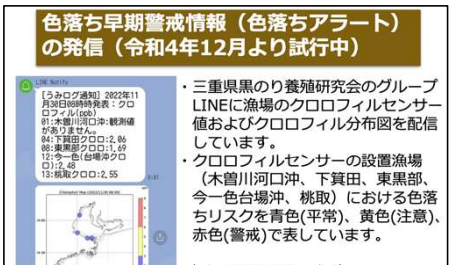 色落ち早期警戒情報（色落ちアラート）
の発信（令和4年12月より試行中）
LINE Notify
[うみログ通知] 2022年11
月30日08時時発表：クロ
ロフィル(ppb)
01:木曽川河口沖:観測値
がありません。
04:下箕田クロロ:2.06
08:東黒部クロロ:1.69
12:今一色(台場沖クロ
ロ):2.48
13:桃取クロロ:2.55
・三重県黒のり養殖研究会のグループ
LINEに漁場のクロロフィルセンサー
値およびクロロフィル分布図を配信
しています。
・クロロフィルセンサーの設置漁場
（木曽川河口沖、下箕田、東黒部、
今一色台場沖、桃取）における色落
ちリスクを青色(平常)、黄色(注意)、
赤色(警戒)で表しています。